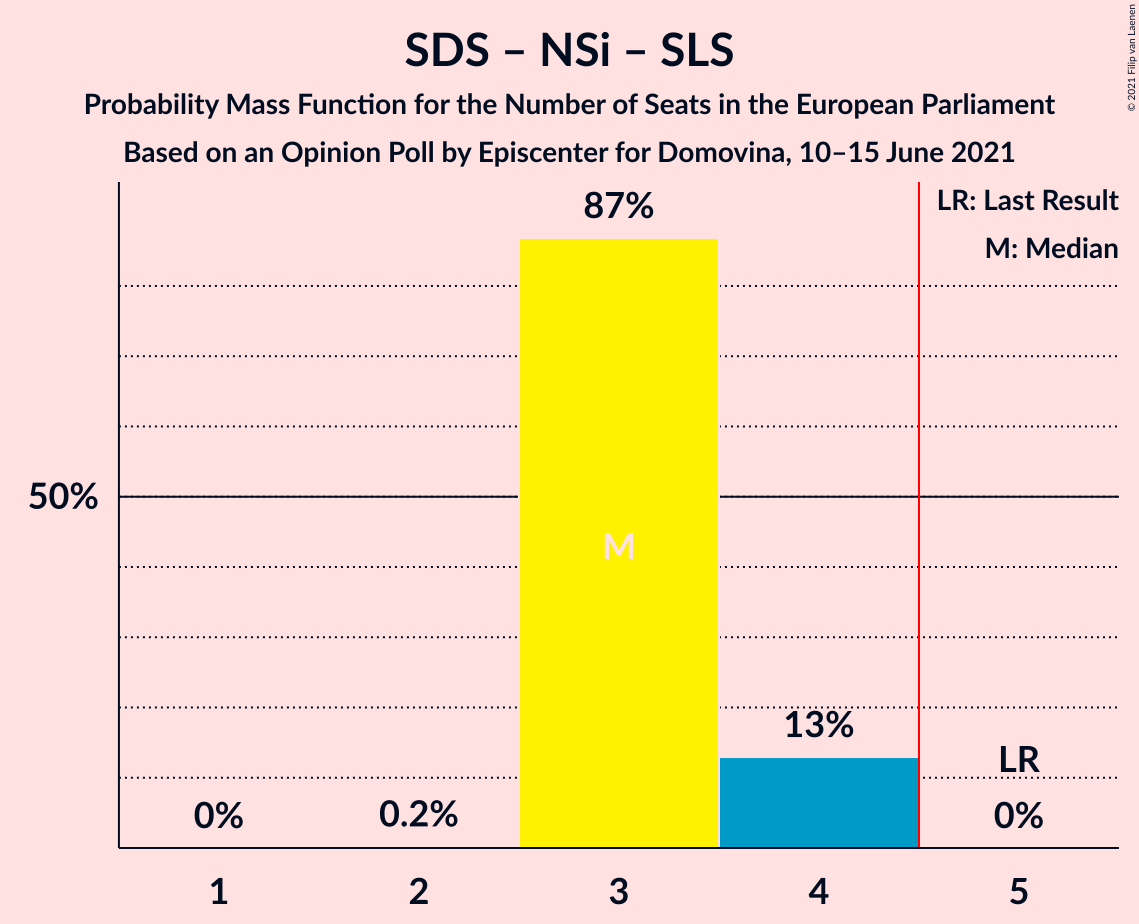 SDS – NSi – SLS
Probability Mass Function for the Number of Seats in the European Parliament
Based on an Opinion Poll by Episcenter for Domovina, 10–15 June 2021
© 2021 Filip van Laenen
LR: Last Result
M: Median
87%
50%
M
13%
LR
0%
0.2%
0%
1 2 3 4 5